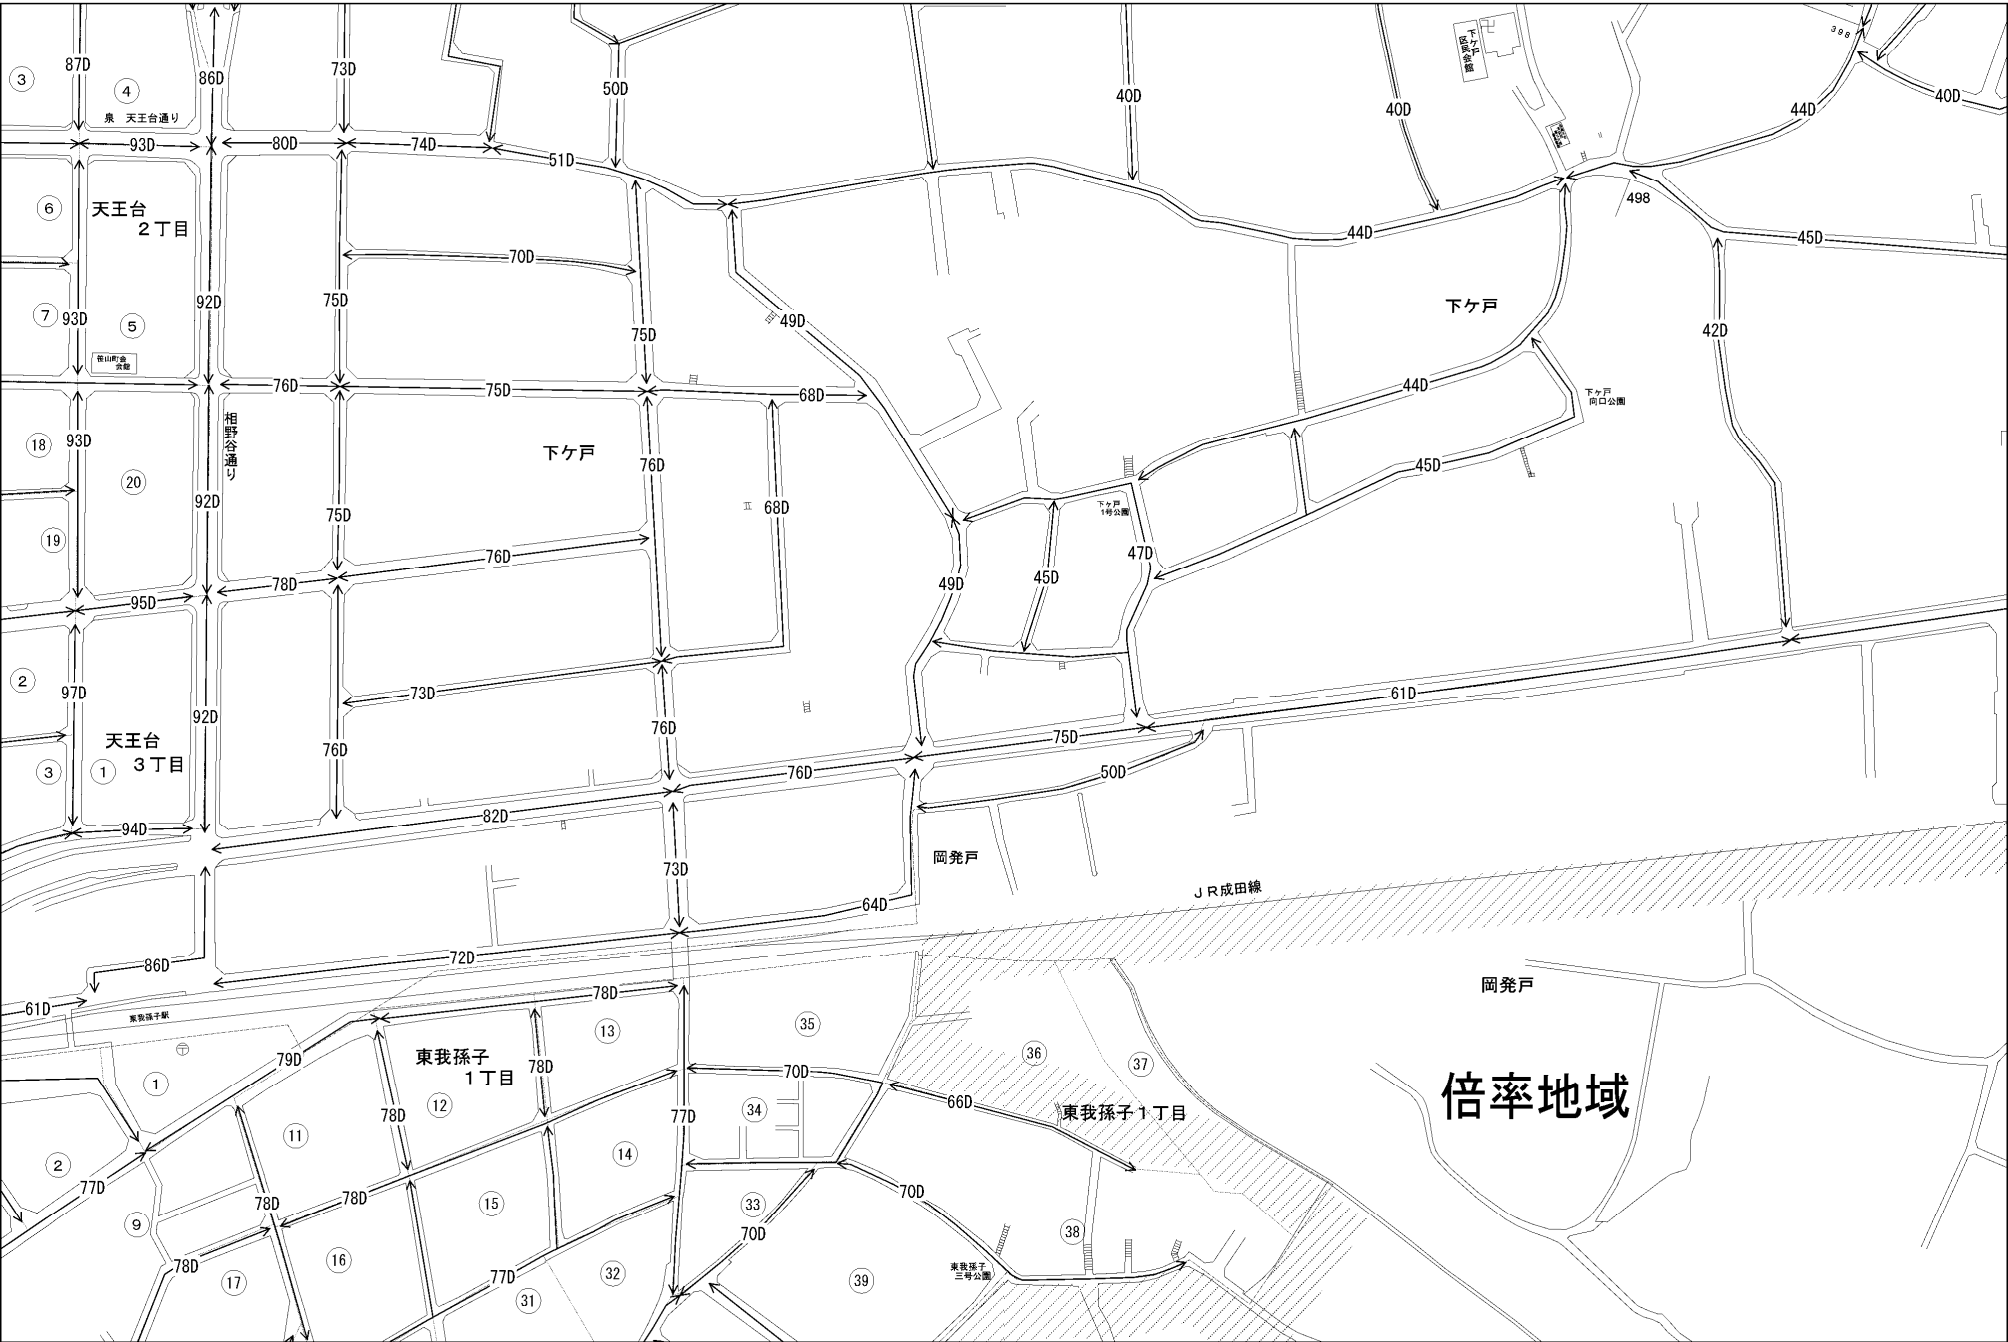 87D
86D
73D
50D
40D
40D
44D
40D
398
下ケ戸
区民会館
③
④
泉 天王台通り
93D
80D
74D
51D
⑥
天王台
２丁目
498
44D
45D
70D
92D
75D
⑦
93D
⑤
49D
75D
下ケ戸
42D
笹山町会
会館
76D
75D
68D
44D
下ケ戸
向口公園
相野谷通り
⑱
93D
下ケ戸
76D
45D
⑳
92D
75D
68D
下ケ戸
1号公園
⑲
76D
47D
78D
45D
49D
95D
②
97D
73D
61D
92D
76D
76D
75D
天王台
３丁目
③
①
76D
50D
82D
94D
岡発戸
73D
ＪＲ成田線
64D
72D
86D
岡発戸
61D
78D
東我孫子駅
⑬
㉟
79D
東我孫子
１丁目
78D
70D
㊱
㊲
①
倍率地域
⑫
78D
66D
㉞
77D
東我孫子１丁目
⑪
⑭
②
77D
78D
78D
⑮
70D
㉝
⑨
70D
㊳
78D
⑯
⑰
77D
㉜
㊴
東我孫子
三号公園
㉛